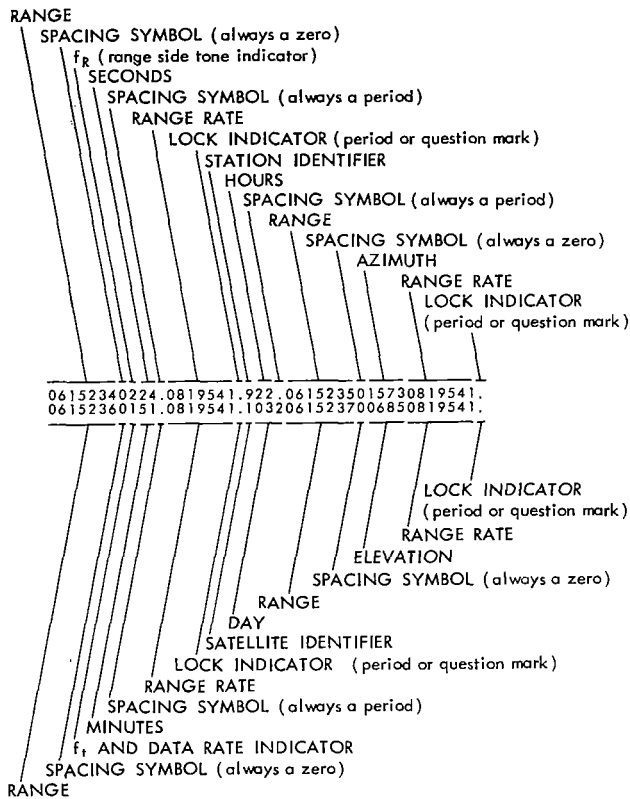 RANGE
SPACING SYMBOL (always a zero)
fR (range side tone indicator)
SECONDS
SPACING SYMBOL (always a period)
RANGE RATE
LOCK INDICATOR (period or question mark)
STATION IDENTIFIER
HOURS
SPACING SYMBOL (always a period)
RANGE
SPACING SYMBOL (always a zero)
AZIMUTH
RANGE RATE
LOCK INDICATOR
(period or question mark)
06152340224.0819541.922.06152350157308195​41.
06152360151.0819541.10320615237006850819541.
LOCK INDICATOR
(period or question mark)
RANGE RATE
ELEVATION
SPACING SYMBOL (always a zero)
RANGE
DAY
SATELLITE IDENTIFIER
LOCK INDICATOR (period or question mark)
RANGE RATE
SPACING SYMBOL (always a period)
MINUTES
ft AND DATA RATE INDICATOR
SPACING SYMBOL (always a zero)
RANGE